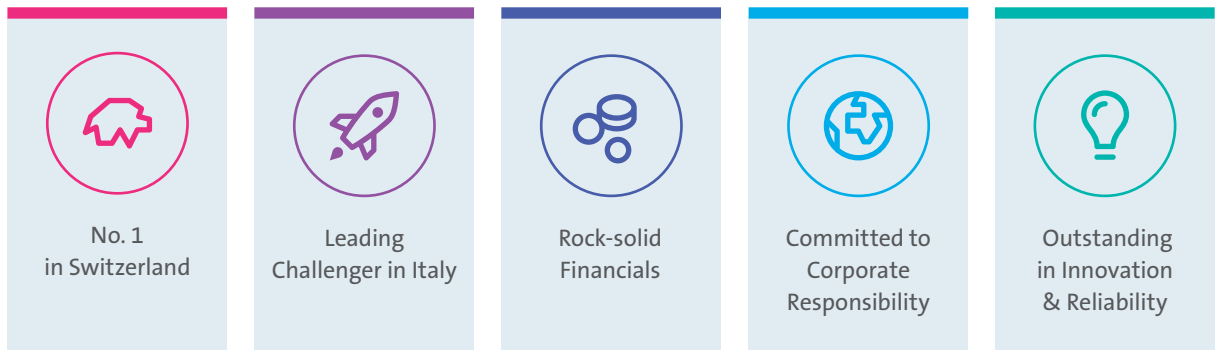 No. 1
in Switzerland
Leading
Challenger in Italy
Rock-solid
Financials
Committed to
Corporate
Responsibility
Outstanding
in Innovation
& Reliability